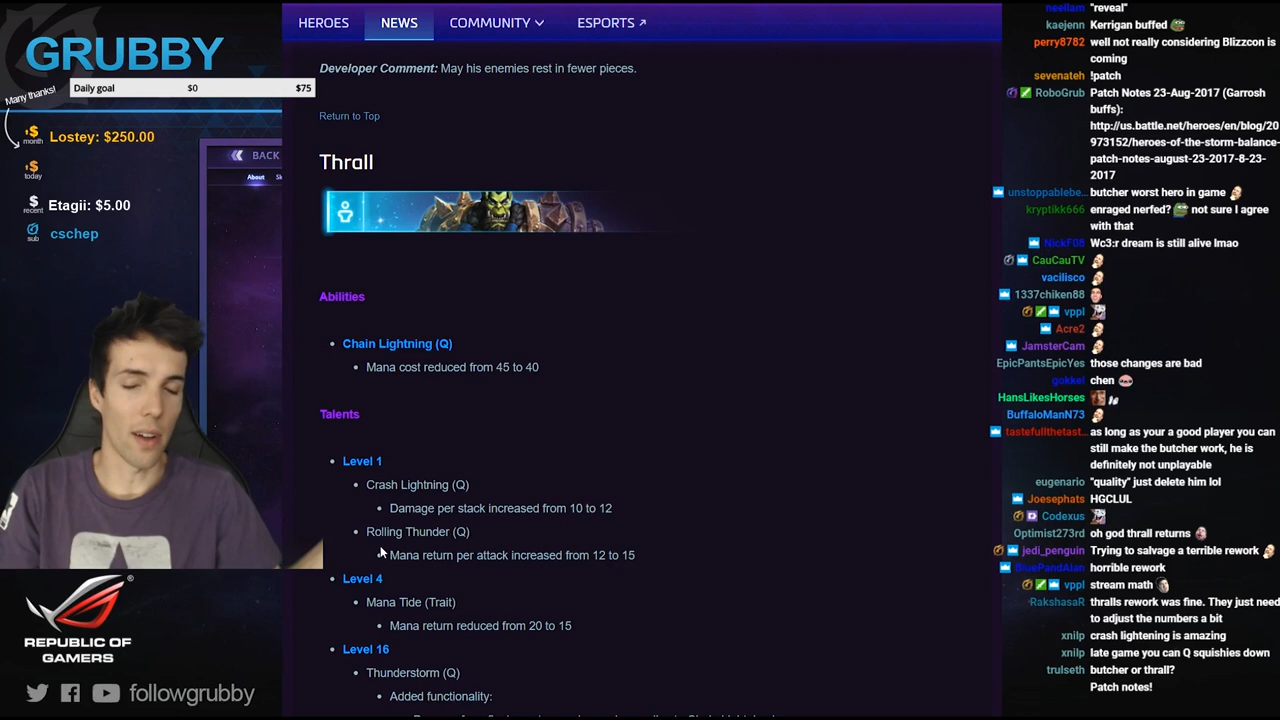 GRUBBY
Daily goal $0 $75
Many thanks!
$
month
Lostey: $250.00
$
today
$
recent
Etagii: $5.00
sub
cschep
BACK
About
REPUBLIC OF
GAMERS
®
followgrubby
HEROES NEWS COMMUNITY ESPORTS
Developer Comment: May his enemies rest in fewer pieces.
Return to Top
Thrall
Abilities
Chain Lightning (Q)
Mana cost reduced from 45 to 40
Talents
Level 1
Crash Lightning (Q)
Damage per stack increased from 10 to 12
Rolling Thunder (Q)
Mana return per attack increased from 12 to 15
Level 4
Mana Tide (Trait)
Mana return reduced from 20 to 15
Level 16
Thunderstorm (Q)
Added functionality:
neellam "reveal"
kaejenn Kerrigan buffed
perry8782 well not really considering Blizzcon is
coming
sevenateh !patch
RoboGrub Patch Notes 23-Aug-2017 (Garrosh
buffs):
http://us.battle.net/heroes/en/blog/20
973152/heroes-of-the-storm-balance-
patch-notes-august-23-2017-8-23-
2017
unstoppablebe... butcher worst hero in game
kryptikk666 enraged nerfed? not sure I agree
with that
NickF08 Wc3:r dream is still alive lmao
CauCauTV
vacilisco
1337chiken88
vppl
Acre2
JamsterCam
EpicPantsEpicYes those changes are bad
gokkei chen
HansLikesHorses
BuffaloManN73
tastefullthetast... as long as your a good player you can
still make the butcher work, he is
definitely not unplayable
eugenario "quality" just delete him lol
Joesephats HGCLUL
Codexus
Optimist273rd oh god thrall returns
jedi_penguin Trying to salvage a terrible rework
BluePandAlan horrible rework
vppl stream math
RakshasaR thralls rework was fine. They just need
to adjust the numbers a bit
xnilp crash lightening is amazing
xnilp late game you can Q squishies down
trulseth butcher or thrall?
Patch notes!